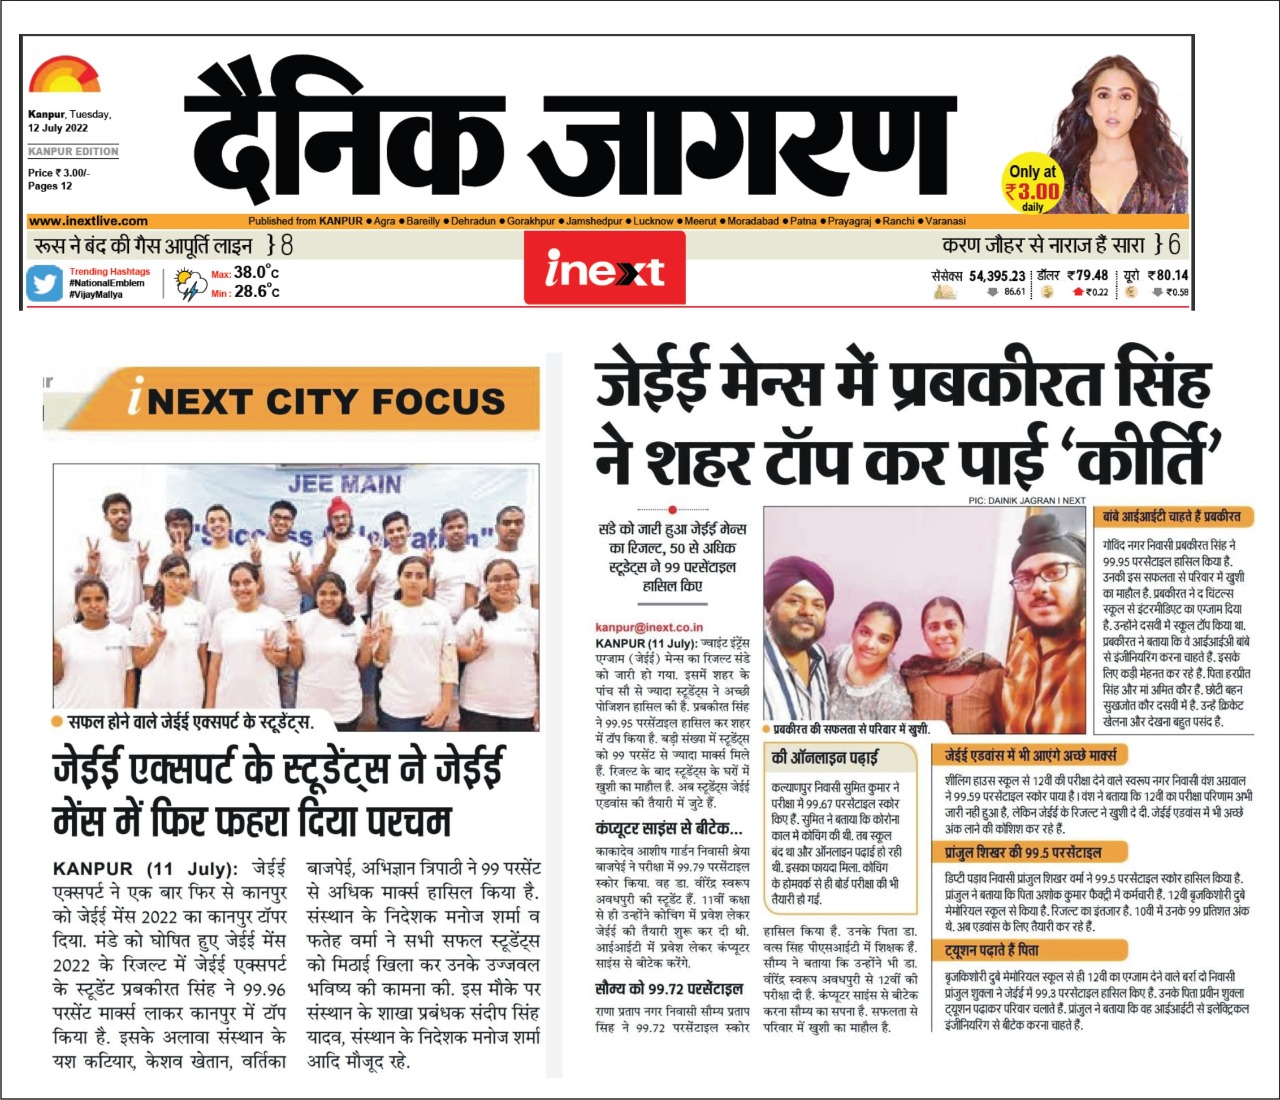 Kanpur, Tuesday,
12 July 2022
KANPUR EDITION
Price ₹ 3.00/-
Pages 12
दैनिक जागरण
Only at
₹3.00
daily
www.inextlive.com
Published from KANPUR ● Agra ● Bareilly ● Dehradun ● Gorakhpur ● Jamshedpur ● Lucknow ● Meerut ● Moradabad ● Patna ● Prayagraj ● Ranchi ● Varanasi
रूस ने बंद की गैस आपूर्ति लाइन }8
inext
करण जौहर से नाराज हैं सारा }6
Trending Hashtags
#NationalEmblem
#VijayMallya
Max: 38.0°c
Min : 28.6°c
सेंसेक्स 54,395.23
86.61
डॉलर ₹79.48
₹0.22
यूरो ₹80.14
₹0.58
i NEXT CITY FOCUS
JEE MAIN
सफल होने वाले जेईई एक्सपर्ट के स्टूडेंट्स.
जेईई एक्सपर्ट के स्टूडेंट्स ने जेईई
मेंस में फिर फहरा दिया परचम
KANPUR (11 July): जेईई
एक्सपर्ट ने एक बार फिर से कानपुर
को जेईई मेंस 2022 का कानपुर टॉपर
दिया. मंडे को घोषित हुए जेईई मेंस
2022 के रिजल्ट में जेईई एक्सपर्ट
के स्टूडेंट प्रबकीरत सिंह ने 99.96
परसेंट मार्क्स लाकर कानपुर में टॉप
किया है. इसके अलावा संस्थान के
यश कटियार, केशव खेतान, वर्तिका
बाजपेई, अभिज्ञान त्रिपाठी ने 99 परसेंट
से अधिक मार्क्स हासिल किया है.
संस्थान के निदेशक मनोज शर्मा व
फतेह वर्मा ने सभी सफल स्टूडेंट्स
को मिठाई खिला कर उनके उज्जवल
भविष्य की कामना की. इस मौके पर
संस्थान के शाखा प्रबंधक संदीप सिंह
यादव, संस्थान के निदेशक मनोज शर्मा
आदि मौजूद रहे.
जेईई मेन्स में प्रबकीरत सिंह
ने शहर टॉप कर पाई ‘कीर्ति’
PIC: DAINIK JAGRAN I NEXT
सडे को जारी हुआ जेईई मेन्स
का रिजल्ट, 50 से अधिक
स्टूडेट्स ने 99 परसेंटाइल
हासिल किए
kanpur@inext.co.in
KANPUR (11 July): ज्वाइंट इंट्रेंस
एग्जाम (जेईई) मेन्स का रिजल्ट संडे
को जारी हो गया. इसमें शहर के
पांच सौ से ज्यादा स्टूडेंट्स ने अच्छी
पोजिशन हासिल की है. प्रबकीरत सिंह
ने 99.95 परसेंटाइल हासिल कर शहर
में टॉप किया है. बड़ी संख्या में स्टूडेंट्स
को 99 परसेंट से ज्यादा मार्क्स मिले
हैं. रिजल्ट के बाद स्टूडेंट्स के घरों में
खुशी का माहौल है. अब स्टूडेंट्स जेईई
एडवांस की तैयारी में जुटे हैं.
कंप्यूटर साइंस से बीटेक...
काकादेव आशीष गार्डन निवासी श्रेया
बाजपेई ने परीक्षा में 99.79 परसेंटाइल
स्कोर किया. वह डा. वीरेंद्र स्वरूप
अवधपुरी की स्टूडेंट हैं. 11वीं कक्षा
से ही उन्होंने कोचिंग में प्रवेश लेकर
जेईई की तैयारी शुरू कर दी थी.
आईआईटी में प्रवेश लेकर कंप्यूटर
साइंस से बीटेक करेंगे.
सौम्य को 99.72 परसेंटाइल
राणा प्रताप नगर निवासी सौम्य प्रताप
सिंह ने 99.72 परसेंटाइल स्कोर
प्रबकीरत की सफलता से परिवार में खुशी.
की ऑनलाइन पढ़ाई
कल्याणपुर निवासी सुमित कुमार ने
परीक्षा में 99.67 परसेंटाइल स्कोर
किए हैं. सुमित ने बताया कि कोरोना
काल में कोचिंग की थी. तब स्कूल
बंद था और ऑनलाइन पढ़ाई हो रही
थी. इसका फायदा मिला. कोचिंग
के होमवर्क से ही बोर्ड परीक्षा की भी
तैयारी हो गई.
हासिल किया है. उनके पिता डा.
वत्स सिंह पीएसआईटी में शिक्षक हैं.
सौम्य ने बताया कि उन्होंने भी डा.
वीरेंद्र स्वरूप अवधपुरी से 12वीं की
परीक्षा दी है. कंप्यूटर साइंस से बीटेक
करना सौम्य का सपना है. सफलता से
परिवार में खुशी का माहौल है.
बांबे आईआईटी चाहते हैं प्रबकीरत
गोविंद नगर निवासी प्रबकीरत सिंह ने
99.95 परसेंटाइल हासिल किया है.
उनकी इस सफलता से परिवार में खुशी
का माहौल है. प्रबकीरत ने द चिंटल्स
स्कूल से इंटरमीडिएट का एग्जाम दिया
है. उन्होने दसवी में स्कूल टॉप किया था.
प्रबकीरत ने बताया कि वे आईआईओ बांबे
से इंजीनियरिंग करना चाहते हैं. इसके
लिए कड़ी मेहनत कर रहे हैं. पिता हरप्रीत
सिंह और मां अमित कौर हैं. छोटी बहन
सुखजोत कौर दसवी में है. उन्हें क्रिकेट
खेलना और देखना बहुत पसंद है.
जेईई एडवांस में भी आएंगे अच्छे मार्क्स
शीलिंग हाउस स्कूल से 12वीं की परीक्षा देने वाले स्वरूप नगर निवासी वंश अग्रवाल
ने 99.59 परसेंटाइल स्कोर पाया है। वंश ने बताया कि 12वीं का परीक्षा परिणाम अभी
जारी नही हुआ है, लेकिन जेईई के रिजल्ट ने खुशी दे दी. जेईई एडवांस में भी अच्छे
अंक लाने की कोशिश कर रहे हैं.
प्रांजुल शिखर की 99.5 परसेंटाइल
डिप्टी पड़ाव निवासी प्रांजुल शिखर वर्मा ने 99.5 परसेंटाइल स्कोर हासिल किया है.
प्रांजुल ने बताया कि पिता अशोक कुमार फैक्ट्री में कर्मचारी हैं. 12वीं बृजकिशोरी दुबे
मेमोरियल स्कूल से किया है. रिजल्ट का इंतजार है. 10वीं में उनके 99 प्रतिशत अंक
थे. अब एडवांस के लिए तैयारी कर रहे हैं.
टयूशन पढ़ाते हैं पिता
बृजकिशोरी दुबे मेमोरियल स्कूल से ही 12वीं का एग्जाम देने वाले बर्रा दो निवासी
प्रांजुल शुक्ला ने जेईई में 99.3 परसेंटाइल हासिल किए हैं. उनके पिता प्रवीन शुक्ला
ट्यूशन पढाकर परिवार चलाते हैं. प्रांजुल ने बताया कि वह आईआईटी से इलेक्ट्रिकल
इंजीनियरिंग से बीटेक करना चाहते हैं.